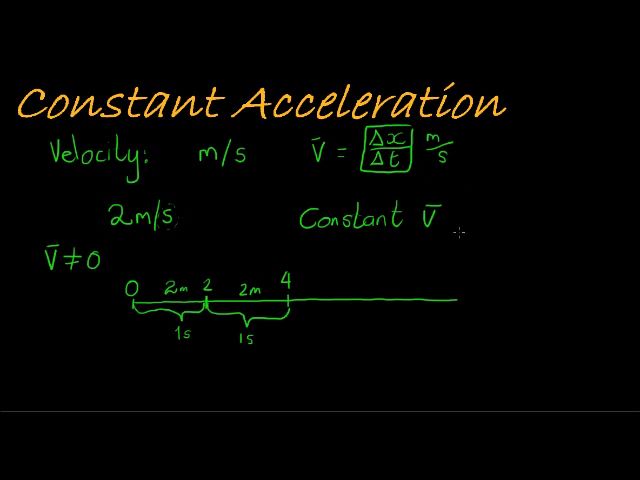 Constant Acceleration
Velocity: m/s V̄ = Δx/Δt m/s
2m/s Constant V̄
V̄ ≠ 0
0 2m 2 2m 4
1s 1s